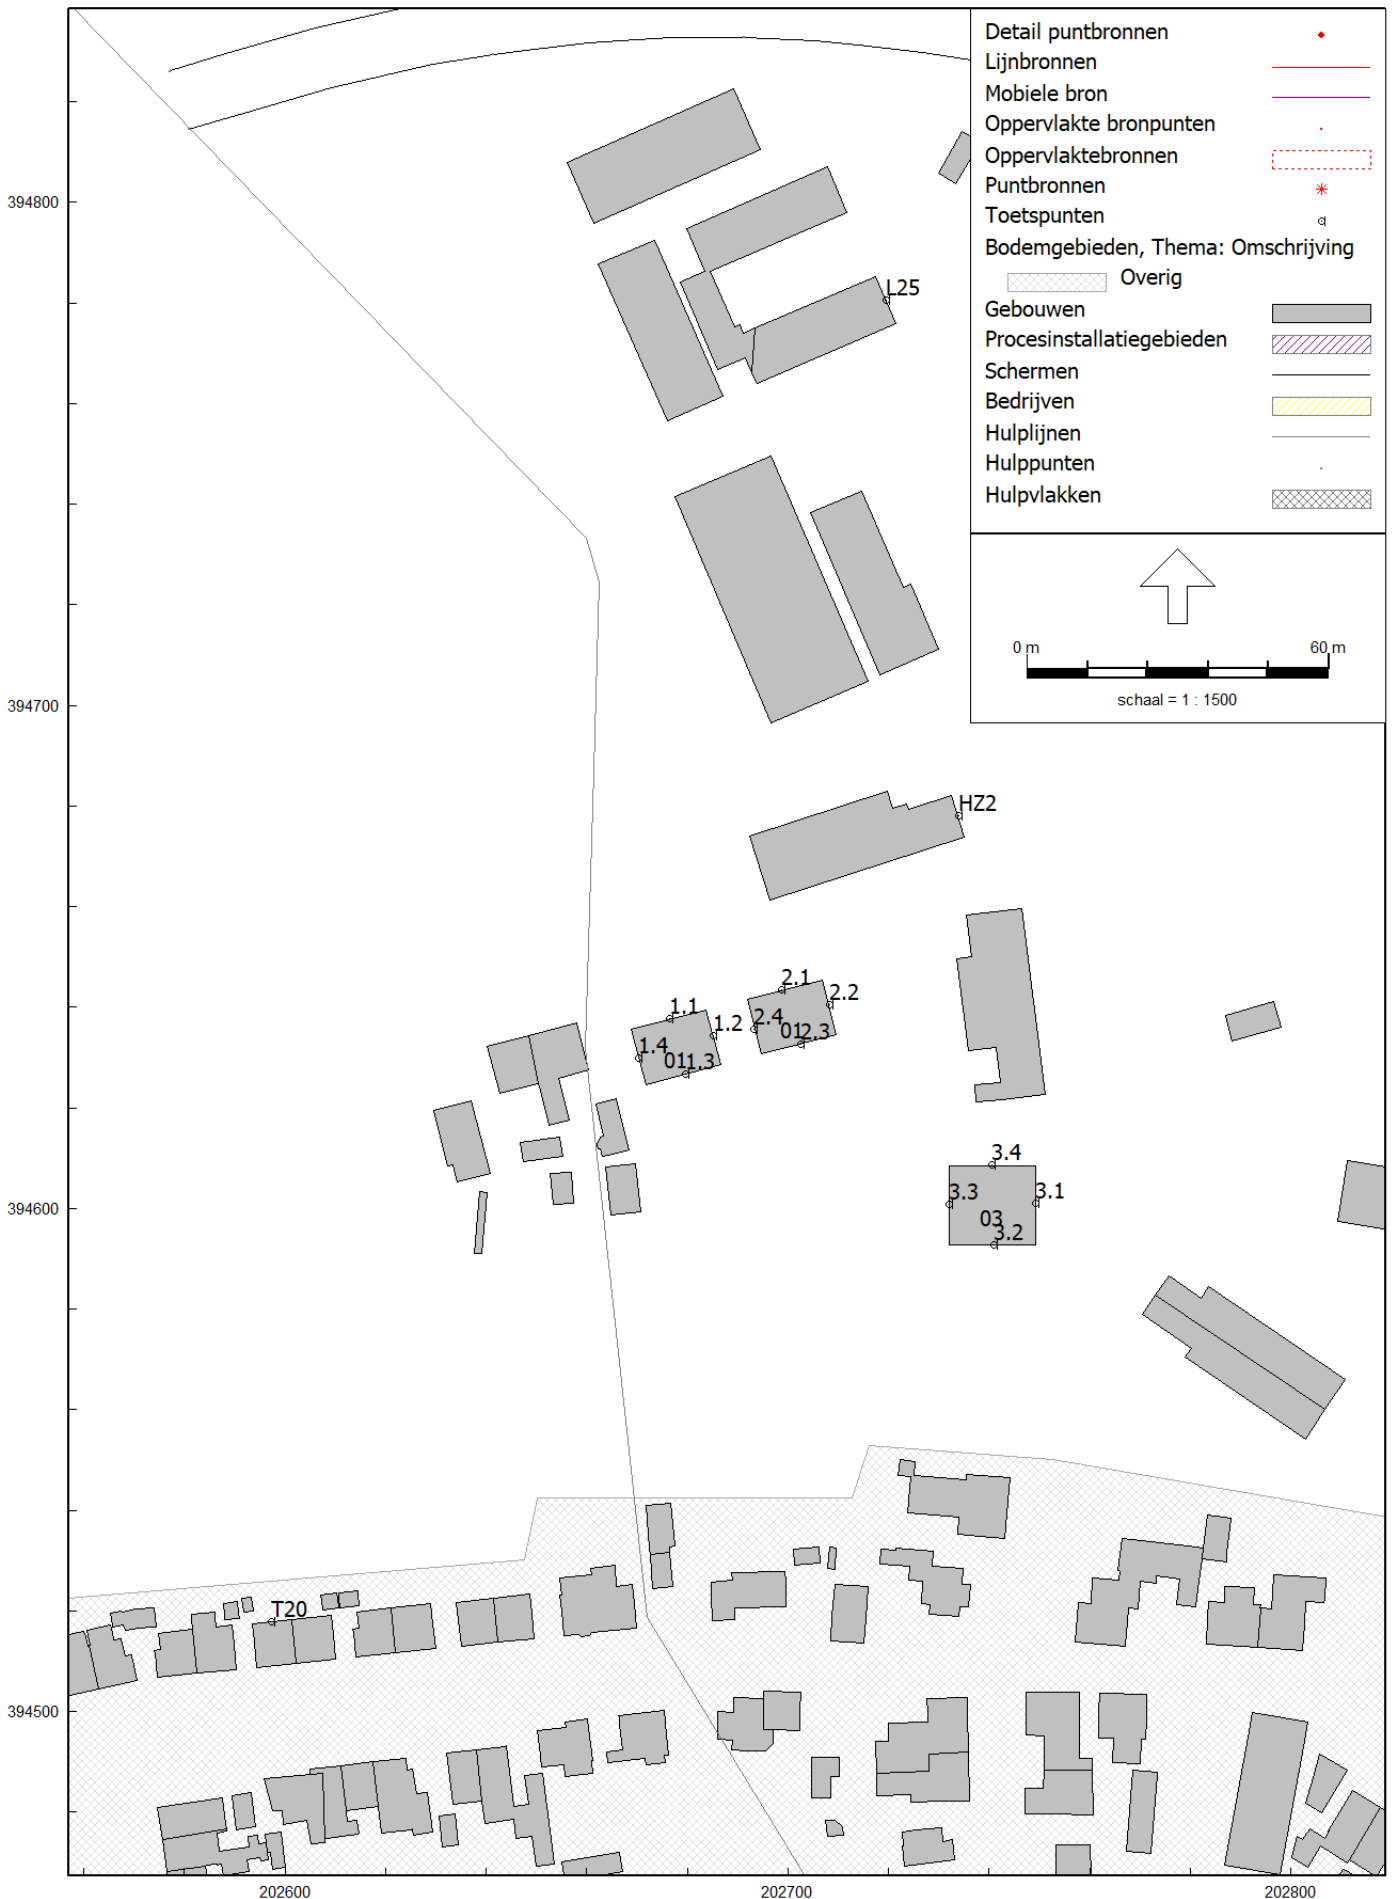 Detail puntbronnen
Lijnbronnen
Mobiele bron
Oppervlakte bronpunten
Oppervlaktebronnen
Puntbronnen
Toetspunten
Bodemgebieden, Thema: Omschrijving
Overig
Gebouwen
Procesinstallatiegebieden
Schermen
Bedrijven
Hulplijnen
Hulppunten
Hulpvlakken
0 m 60 m
schaal = 1 : 1500
394800
L25
394700
HZ2
2.1
2.2
1.1
1.2
2.4
01 2.3
1.4
01 1.3
3.4
394600
3.3
3.1
03
3.2
T20
394500
202600 202700 202800